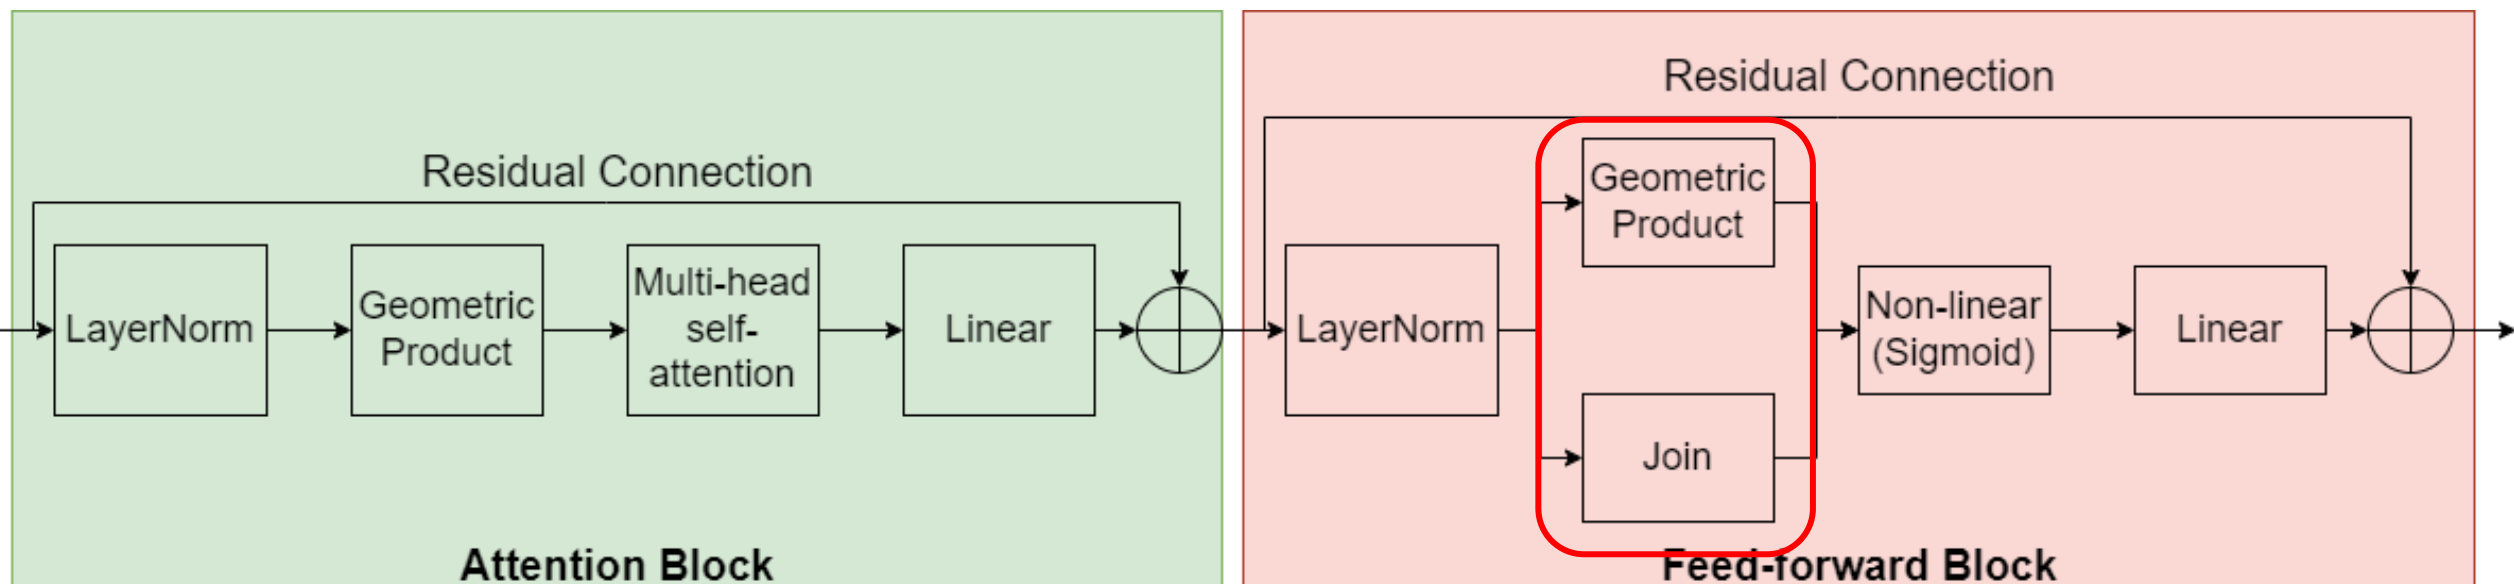 Residual Connection
LayerNorm
Geometric
Product
Multi-head
self-
attention
Linear
Attention Block
Residual Connection
LayerNorm
Geometric
Product
Join
Non-linear
(Sigmoid)
Linear
Feed-forward Block